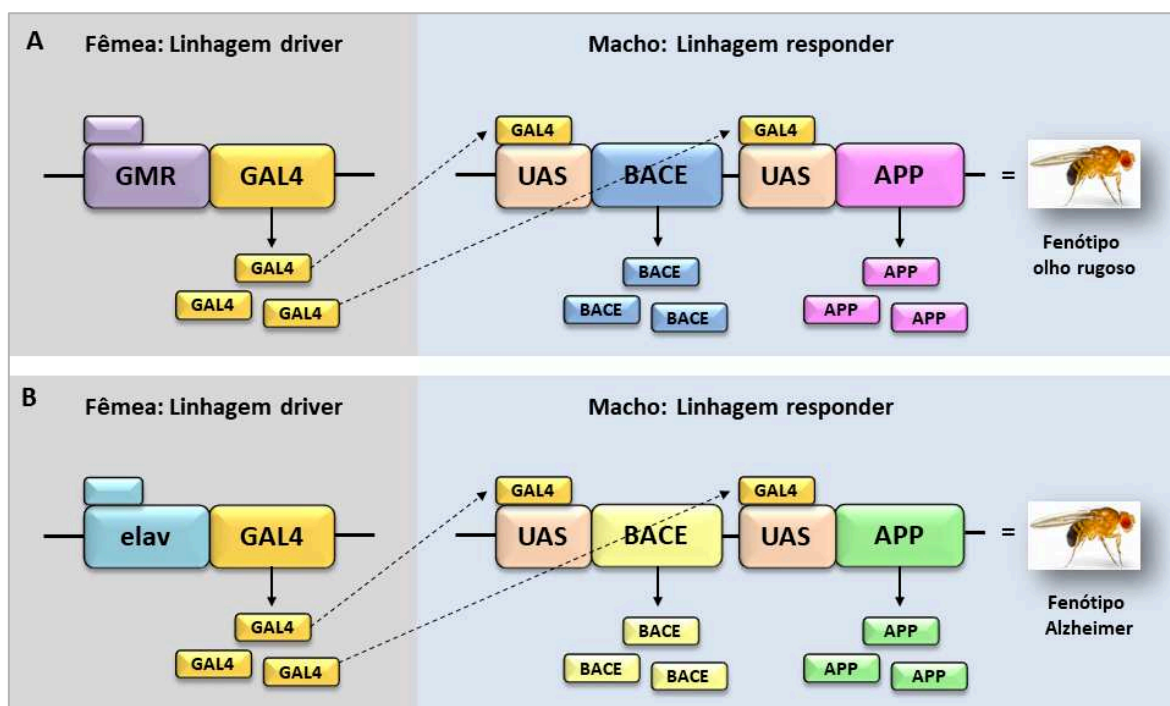 A
Fêmea: Linhagem driver
Macho: Linhagem responder
GAL4
GAL4
GMR
GAL4
UAS
BACE
UAS
APP
=
GAL4
GAL4
GAL4
BACE
BACE
BACE
APP
APP
APP
Fenótipo
olho rugoso
B
Fêmea: Linhagem driver
Macho: Linhagem responder
GAL4
GAL4
elav
GAL4
UAS
BACE
UAS
APP
=
GAL4
GAL4
GAL4
BACE
BACE
BACE
APP
APP
APP
Fenótipo
Alzheimer